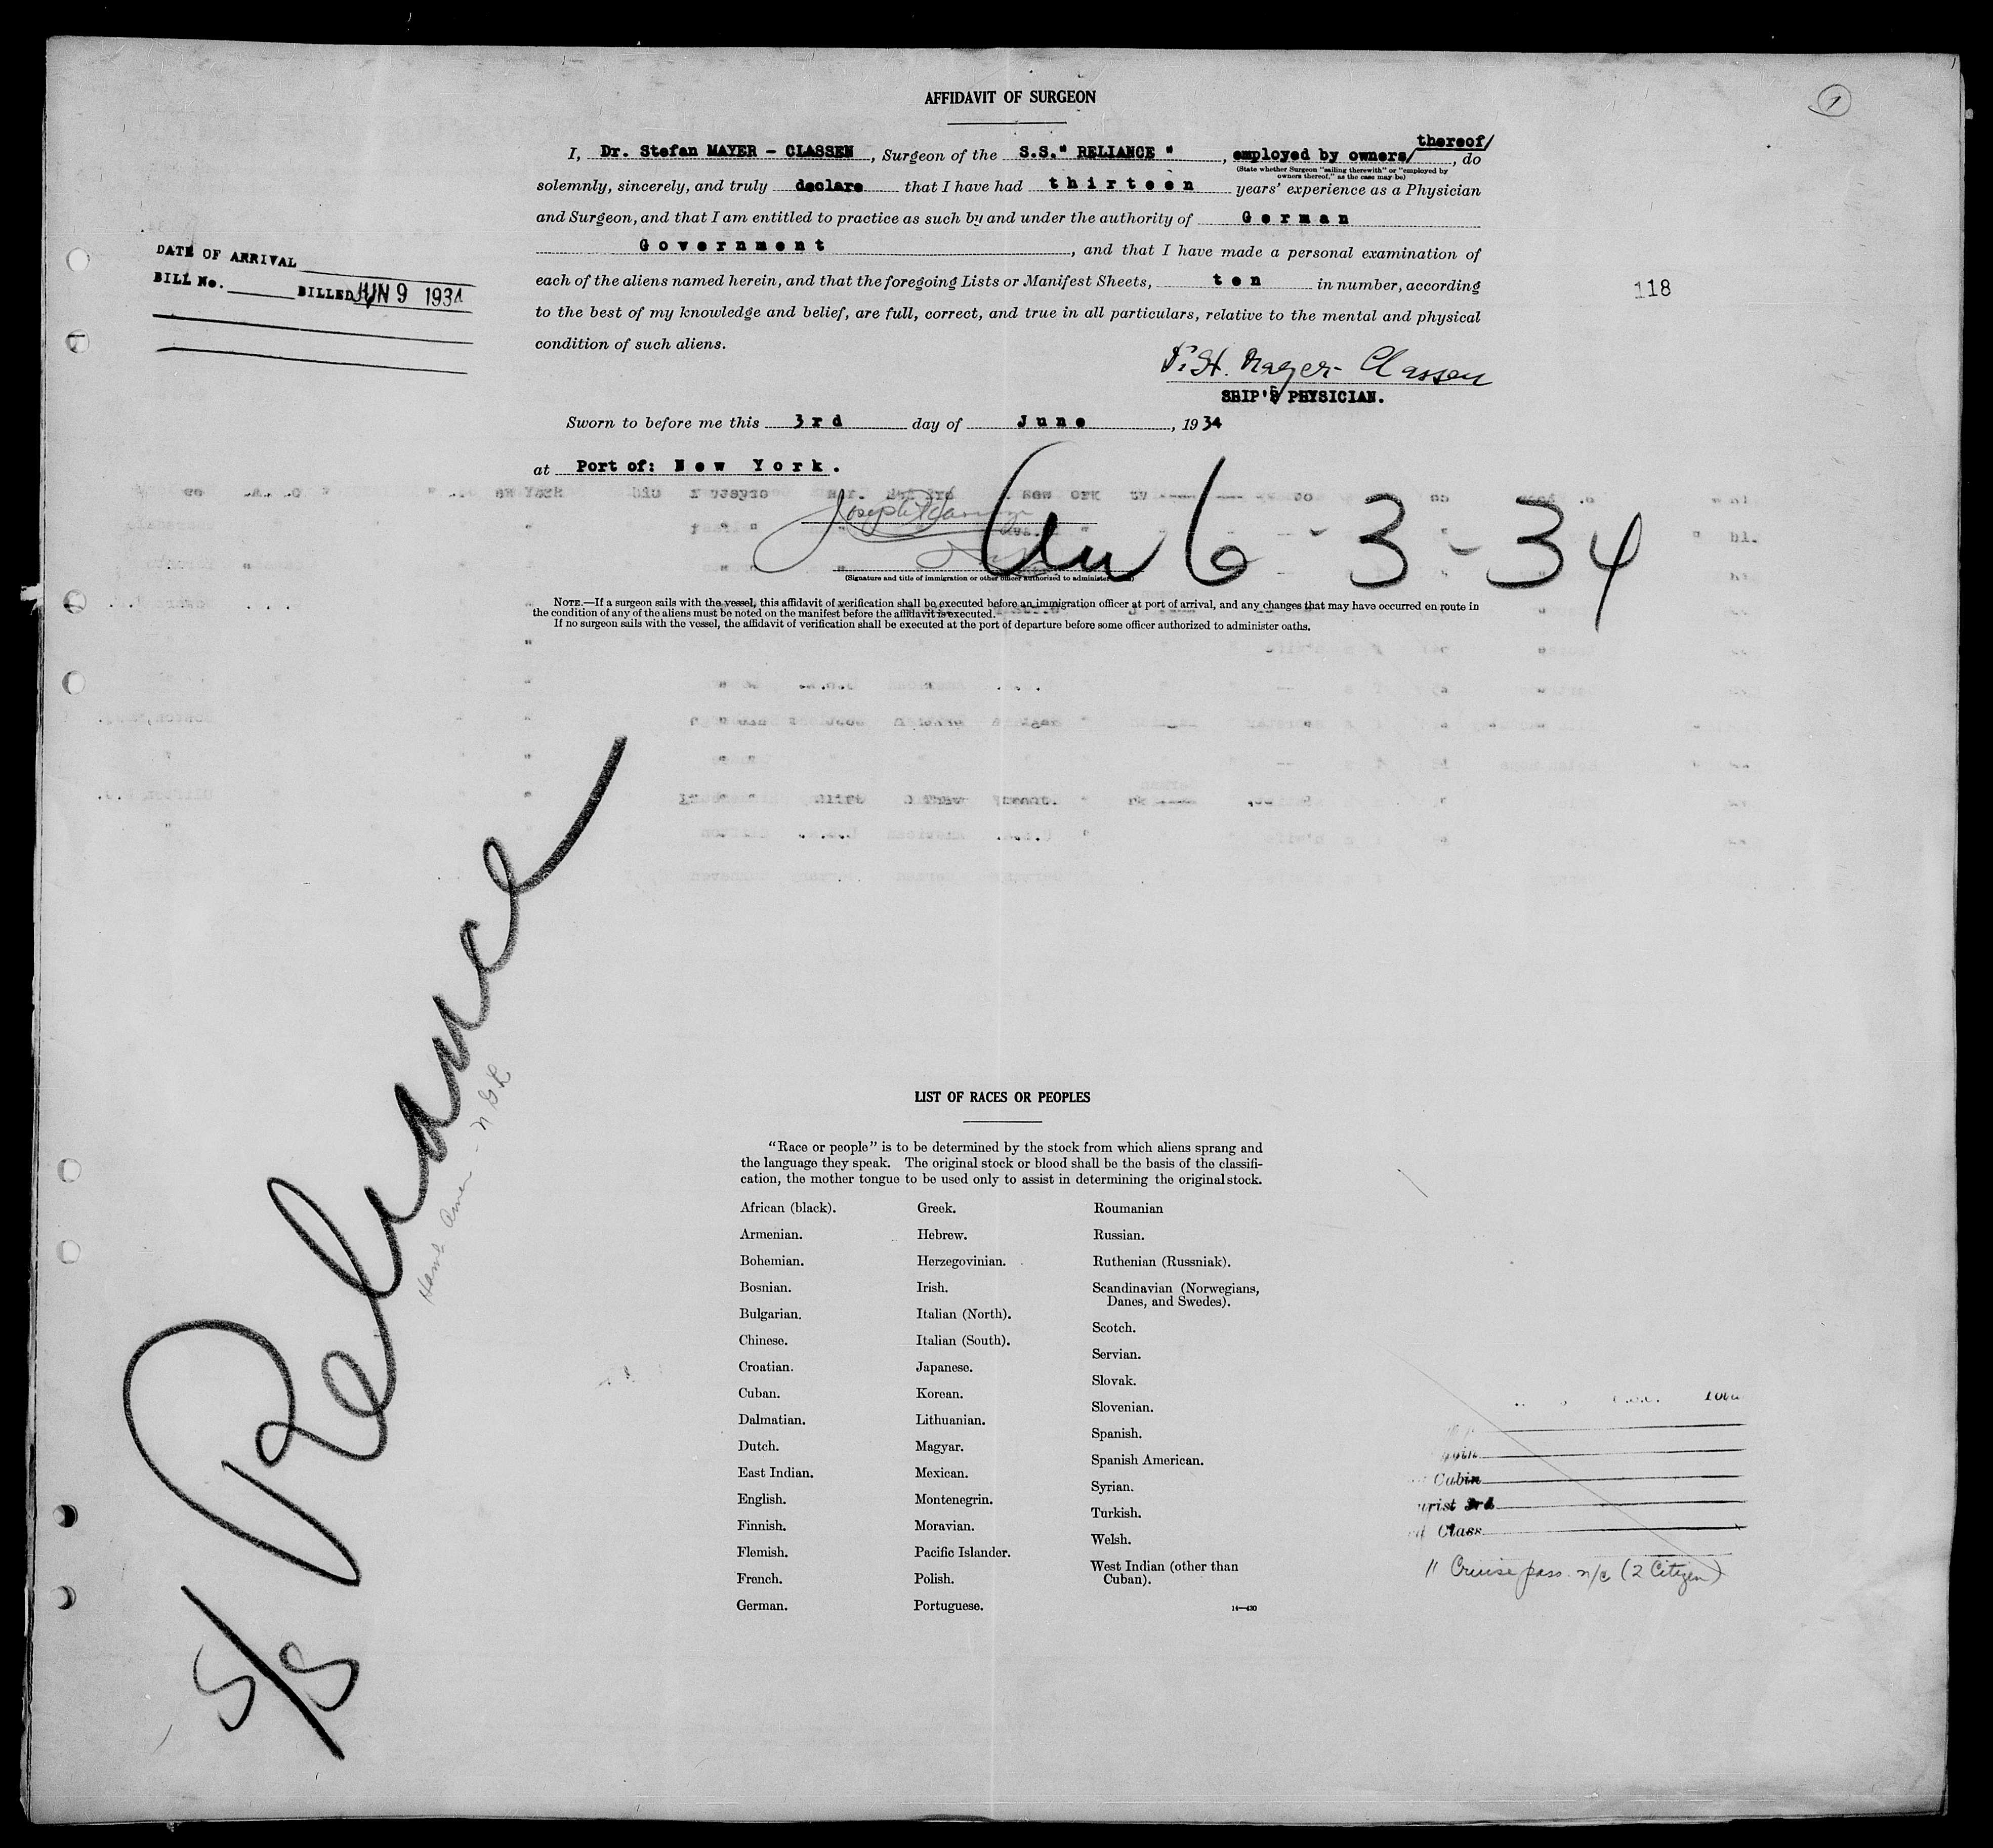 AFFIDAVIT OF SURGEON
1
thereof/
I, Dr. Stefan MAYER - CLASSEN, Surgeon of the S.S." RELIANCE ", employed by owners/, do
(State whether Surgeon "sailing therewith" or "employed by
owners thereof," as the case may be)
solemnly, sincerely, and truly declare that I have had thirteen years' experience as a Physician
and Surgeon, and that I am entitled to practice as such by and under the authority of German
Government, and that I have made a personal examination of
each of the aliens named herein, and that the foregoing Lists or Manifest Sheets, ten in number, according
to the best of my knowledge and belief, are full, correct, and true in all particulars, relative to the mental and physical
condition of such aliens.
DATE OF ARRIVAL
BILL No. BILLED JUN 9 1934
118
St. Mayer-Classen
SHIP'S PHYSICIAN.
Sworn to before me this 3rd day of June, 1934
at Port of: New York.
Joseph
6-3-34
(Signature and title of immigration or other officer authorized to administer
NOTE.—If a surgeon sails with the vessel, this affidavit of verification shall be executed before an immigration officer at port of arrival, and any changes that may have occurred en route in
the condition of any of the aliens must be noted on the manifest before the affidavit is executed.
If no surgeon sails with the vessel, the affidavit of verification shall be executed at the port of departure before some officer authorized to administer oaths.
S/S Reliance
Hamb Amer - N G L
LIST OF RACES OR PEOPLES
"Race or people" is to be determined by the stock from which aliens sprang and
the language they speak. The original stock or blood shall be the basis of the classifi-
cation, the mother tongue to be used only to assist in determining the original stock.
African (black).
Armenian.
Bohemian.
Bosnian.
Bulgarian.
Chinese.
Croatian.
Cuban.
Dalmatian.
Dutch.
East Indian.
English.
Finnish.
Flemish.
French.
German.
Greek.
Hebrew.
Herzegovinian.
Irish.
Italian (North).
Italian (South).
Japanese.
Korean.
Lithuanian.
Magyar.
Mexican.
Montenegrin.
Moravian.
Pacific Islander.
Polish.
Portuguese.
Roumanian
Russian.
Ruthenian (Russniak).
Scandinavian (Norwegians,
Danes, and Swedes).
Scotch.
Servian.
Slovak.
Slovenian.
Spanish.
Spanish American.
Syrian.
Turkish.
Welsh.
West Indian (other than
Cuban).
14—430
Cabin
urist 3rd
Class
11 Cruise pass. n/c (2 Citizen)